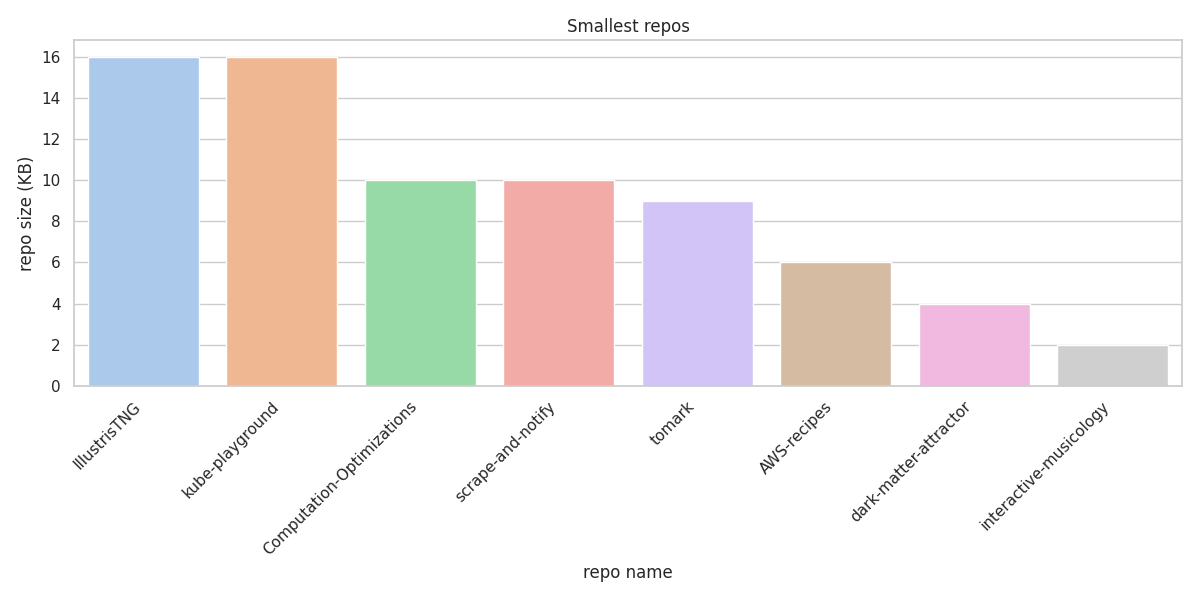 Smallest repos
repo size (KB)
16
14
12
10
8
6
4
2
0
IllustrisTNG
kube-playground
Computation-Optimizations
scrape-and-notify
tomark
AWS-recipes
dark-matter-attractor
interactive-musicology
repo name